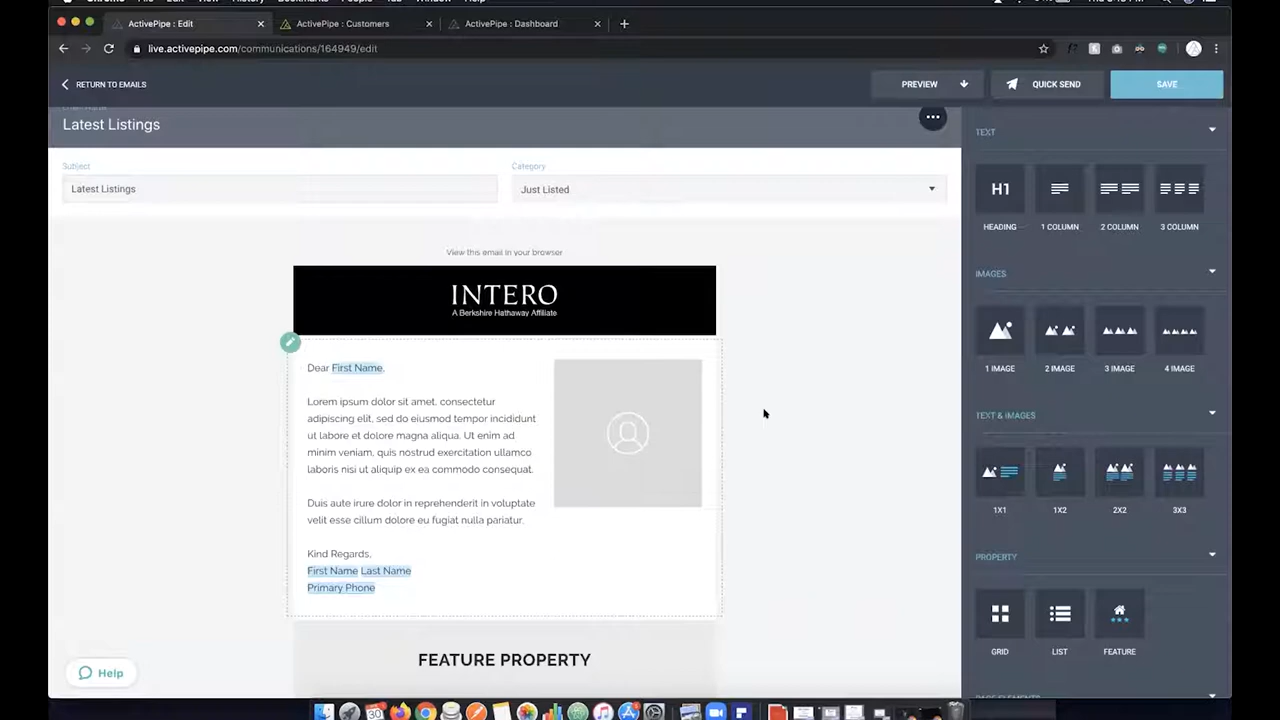 ActivePipe : Edit
ActivePipe : Customers
ActivePipe : Dashboard
live.activepipe.com/communications/164949/edit
RETURN TO EMAILS
PREVIEW
QUICK SEND
SAVE
Latest Listings
Subject
Category
Latest Listings
Just Listed
View this email in your browser
INTERO
A Berkshire Hathaway Affiliate
Dear First Name,
Lorem ipsum dolor sit amet, consectetur
adipiscing elit, sed do eiusmod tempor incididunt
ut labore et dolore magna aliqua. Ut enim ad
minim veniam, quis nostrud exercitation ullamco
laboris nisi ut aliquip ex ea commodo consequat.
Duis aute irure dolor in reprehenderit in voluptate
velit esse cillum dolore eu fugiat nulla pariatur.
Kind Regards,
First Name Last Name
Primary Phone
FEATURE PROPERTY
Help
TEXT
H1
HEADING
1 COLUMN
2 COLUMN
3 COLUMN
IMAGES
1 IMAGE
2 IMAGE
3 IMAGE
4 IMAGE
TEXT & IMAGES
1X1
1X2
2X2
3X3
PROPERTY
GRID
LIST
FEATURE
30